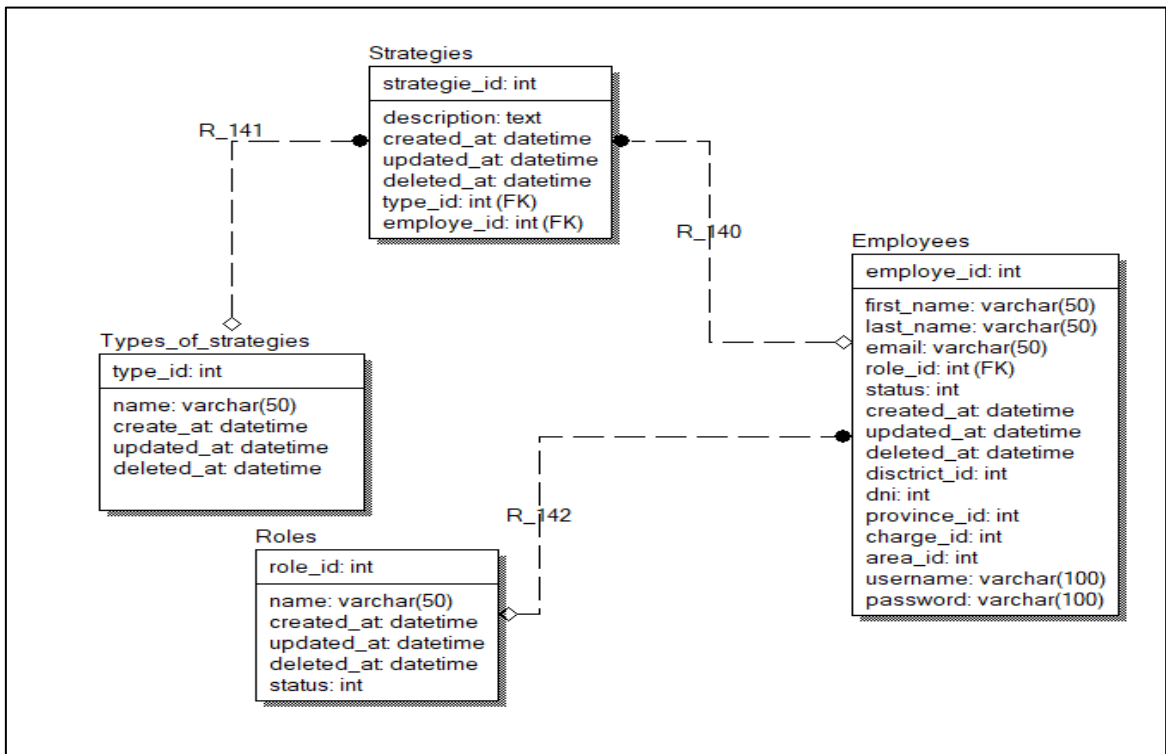 Strategies
strategie_id: int
description: text
created_at: datetime
updated_at: datetime
deleted_at: datetime
type_id: int (FK)
employe_id: int (FK)
R_141
R_140
Employees
employe_id: int
first_name: varchar(50)
last_name: varchar(50)
email: varchar(50)
role_id: int (FK)
status: int
created_at: datetime
updated_at: datetime
deleted_at: datetime
disctrict_id: int
dni: int
province_id: int
charge_id: int
area_id: int
username: varchar(100)
password: varchar(100)
Types_of_strategies
type_id: int
name: varchar(50)
create_at: datetime
updated_at: datetime
deleted_at: datetime
R_142
Roles
role_id: int
name: varchar(50)
created_at: datetime
updated_at: datetime
deleted_at: datetime
status: int